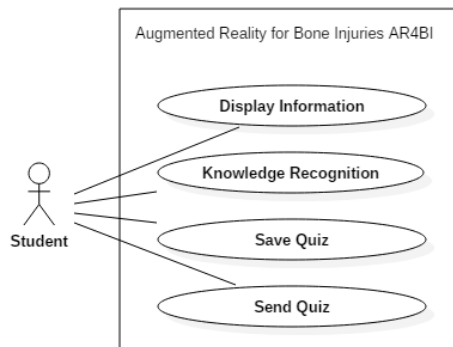 Augmented Reality for Bone Injuries AR4BI
Display Information
Knowledge Recognition
Student
Save Quiz
Send Quiz